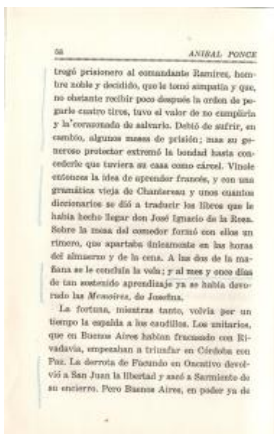 66 ANIBAL PONCE
tregó prisionero al comandante Ramírez, hom-
bre noble y decidido, que le tomó simpatía y que,
no obstante recibir poco después la orden de pe-
garle cuatro tiros, tuvo el valor de no cumplirla
y la corazonada de salvarlo. Debió de sufrir, en
cambio, algunos meses de prisión; mas su ge-
neroso protector extremó la bondad hasta con-
cederle que tuviera su casa como cárcel. Vínole
entonces la idea de aprender francés, y con una
gramática vieja de Chantereau y unos cuantos
diccionarios se dió a traducir los libros que le
había hecho llegar don José Ignacio de la Rosa.
Sobre la mesa del comedor formó con ellos un
rimero, que apartaba únicamente en las horas
del almuerzo y de la cena. A las dos de la ma-
ñana se le concluía la vela; y al mes y once días
de tan sostenido aprendizaje ya se había devo-
rado las Memoires, de Josefina.
La fortuna, mientras tanto, volvía por un
tiempo la espalda a los caudillos. Los unitarios,
que en Buenos Aires habían fracasado con Ri-
vadavia, empezaban a triunfar en Córdoba con
Paz. La derrota de Facundo en Oncativo devol-
vió a San Juan la libertad y sacó a Sarmiento de
su encierro. Pero Buenos Aires, en poder ya de